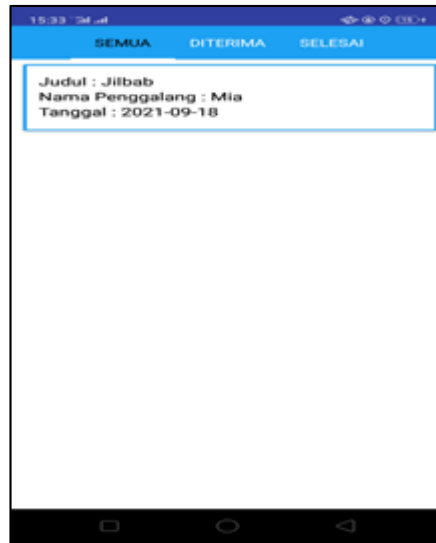 15:33
SEMUA DITERIMA SELESAI
Judul : Jilbab
Nama Penggalang : Mia
Tanggal : 2021-09-18